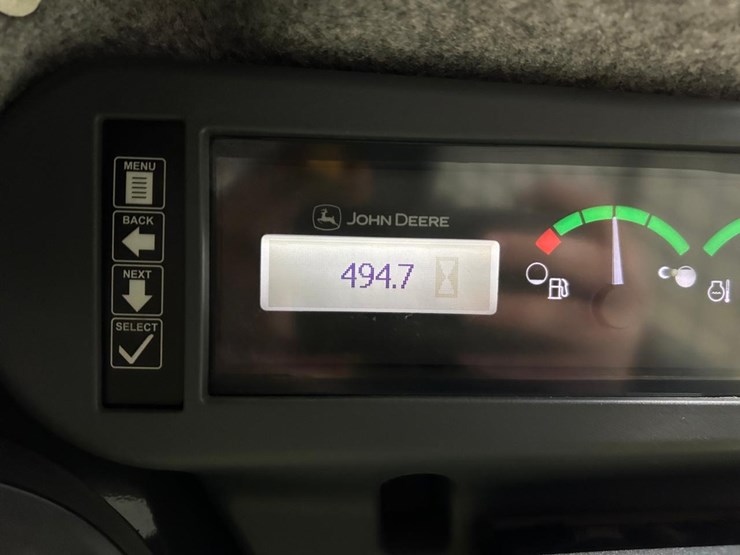 MENU
BACK
NEXT
SELECT
JOHN DEERE
494.7